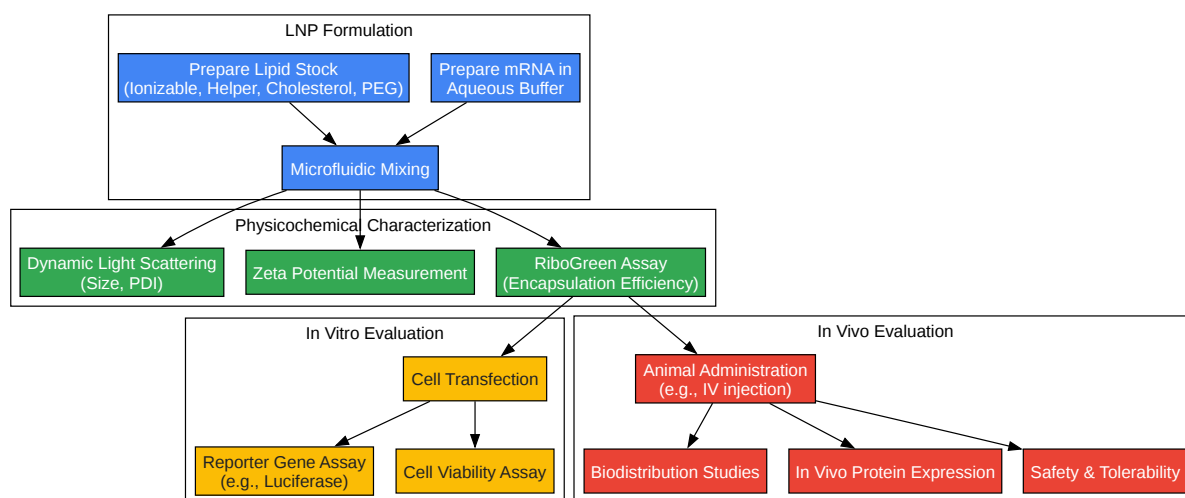 LNP Formulation
Prepare Lipid Stock
(Ionizable, Helper, Cholesterol, PEG)
Prepare mRNA in
Aqueous Buffer
Microfluidic Mixing
Physicochemical Characterization
Dynamic Light Scattering
(Size, PDI)
Zeta Potential Measurement
RiboGreen Assay
(Encapsulation Efficiency)
In Vitro Evaluation
Cell Transfection
Reporter Gene Assay
(e.g., Luciferase)
Cell Viability Assay
In Vivo Evaluation
Animal Administration
(e.g., IV injection)
Biodistribution Studies
In Vivo Protein Expression
Safety & Tolerability